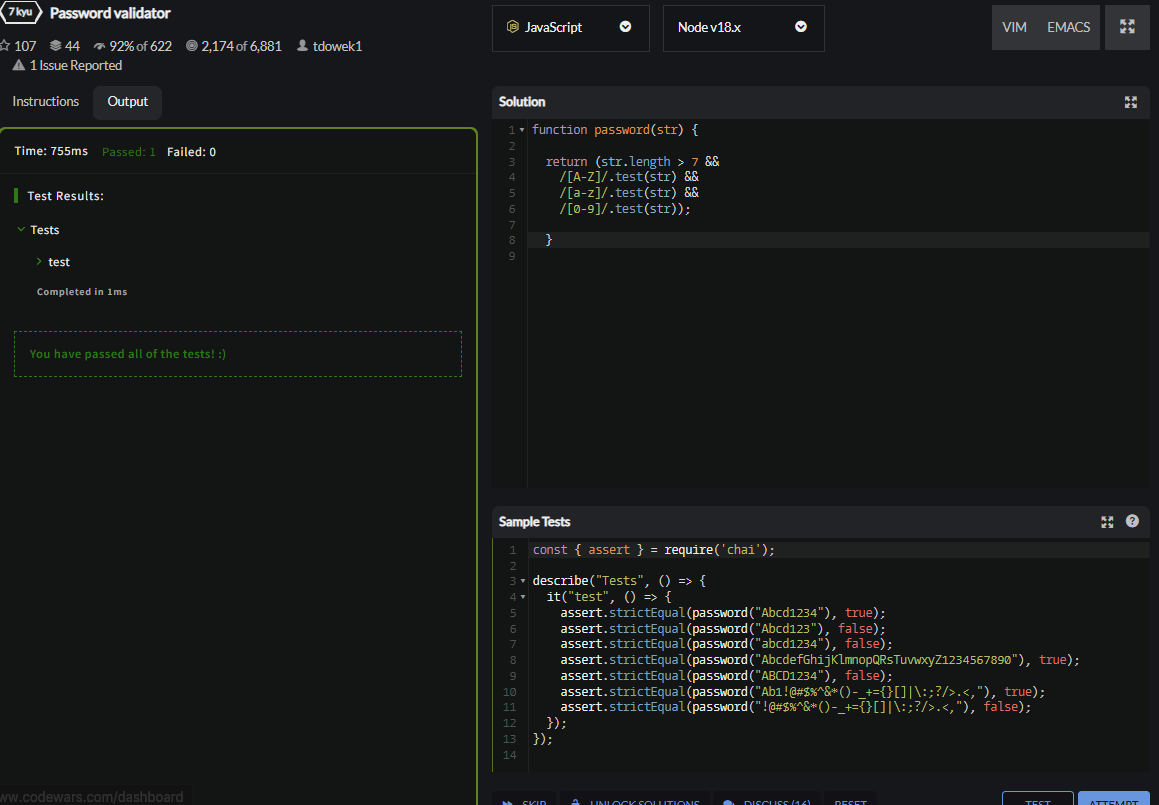 7 kyu Password validator
107 44 92% of 622 2,174 of 6,881 tdowek1
1 Issue Reported
Instructions Output
Time: 755ms Passed: 1 Failed: 0
Test Results:
Tests
test
Completed in 1ms
You have passed all of the tests! :)
ww.codewars.com/dashboard
JS JavaScript Node v18.x VIM EMACS
Solution
1 function password(str) {
2
3 return (str.length > 7 &&
4 /[A-Z]/.test(str) &&
5 /[a-z]/.test(str) &&
6 /[0-9]/.test(str));
7
8 }
9
Sample Tests ?
1 const { assert } = require('chai');
2
3 describe("Tests", () => {
4 it("test", () => {
5 assert.strictEqual(password("Abcd1234"), true);
6 assert.strictEqual(password("Abcd123"), false);
7 assert.strictEqual(password("abcd1234"), false);
8 assert.strictEqual(password("AbcdefGhijKlmnopQRsTuvwxyZ1234567890"), true);
9 assert.strictEqual(password("ABCD1234"), false);
10 assert.strictEqual(password("Ab1!@#$%^&*()-_+={}[]|\:;?/>.<,"), true);
11 assert.strictEqual(password("!@#$%^&*()-_+={}[]|\:;?/>.<,"), false);
12 });
13 });
14
SKIP UNLOCK SOLUTIONS DISCUSS (16) RESET TEST ATTEMPT